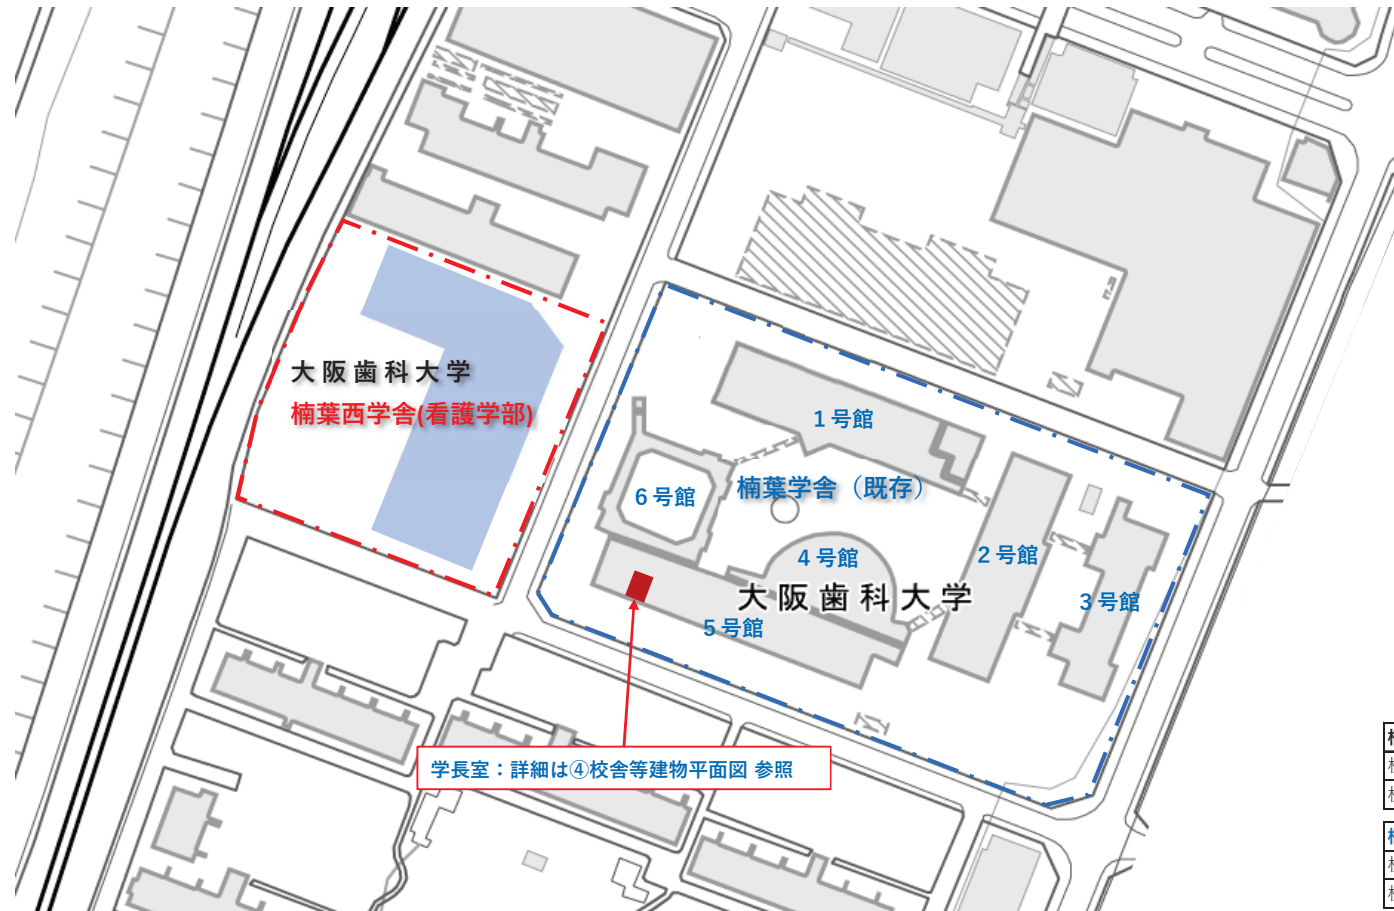 大阪歯科大学
楠葉西学舎(看護学部)
1号館
楠葉学舎（既存）
6号館
4号館
2号館
大阪歯科大学
3号館
5号館
学長室：詳細は④校舎等建物平面図 参照